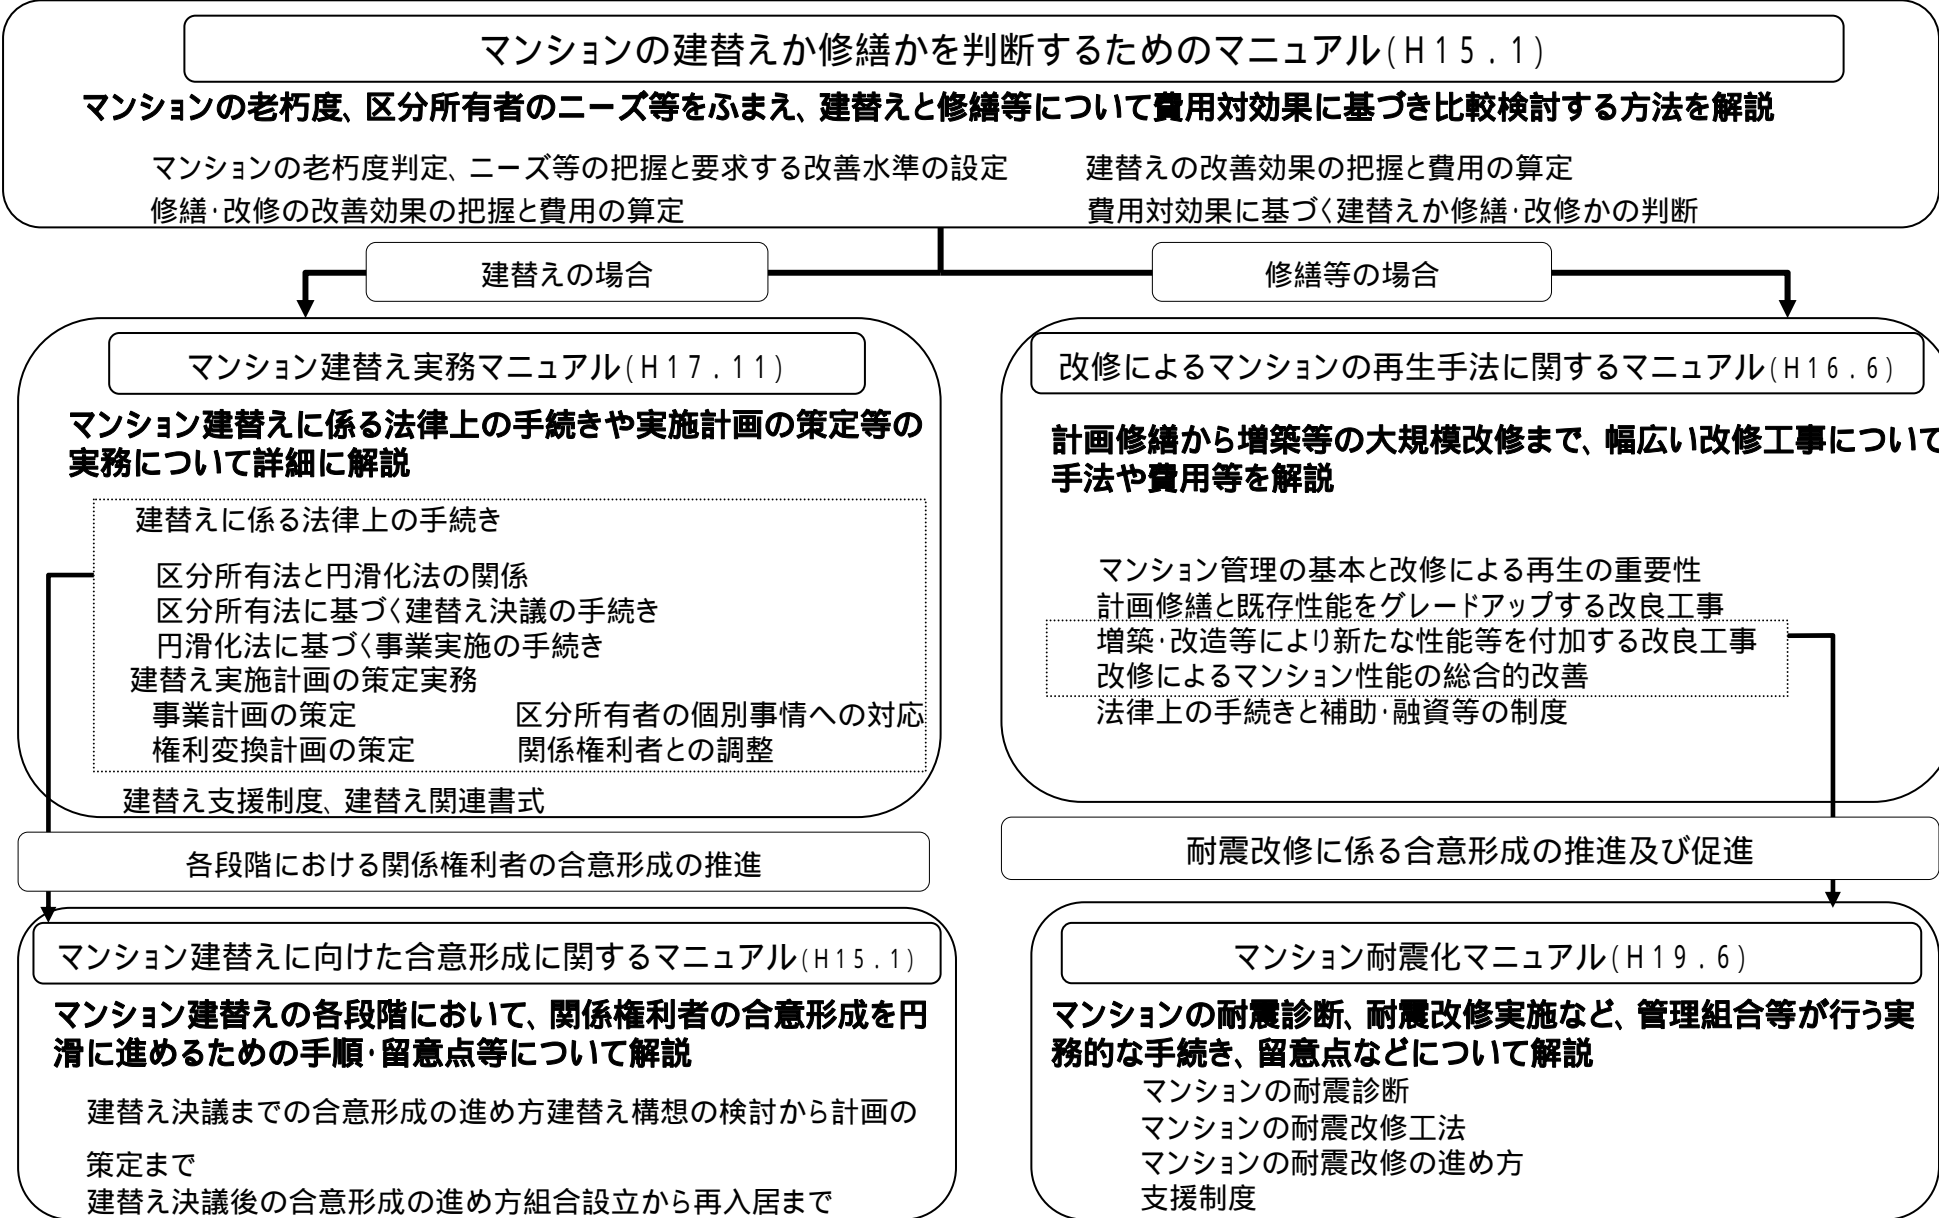 マンションの建替えか修繕かを判断するためのマニュアル(H15.1)
マンションの老朽度、区分所有者のニーズ等をふまえ、建替えと修繕等について費用対効果に基づき比較検討する方法を解説
マンションの老朽度判定、ニーズ等の把握と要求する改善水準の設定
建替えの改善効果の把握と費用の算定
修繕・改修の改善効果の把握と費用の算定
費用対効果に基づく建替えか修繕・改修かの判断
建替えの場合
修繕等の場合
マンション建替え実務マニュアル(H17.11)
マンション建替えに係る法律上の手続きや実施計画の策定等の
実務について詳細に解説
建替えに係る法律上の手続き
区分所有法と円滑化法の関係
区分所有法に基づく建替え決議の手続き
円滑化法に基づく事業実施の手続き
建替え実施計画の策定実務
事業計画の策定
区分所有者の個別事情への対応
権利変換計画の策定
関係権利者との調整
建替え支援制度、建替え関連書式
改修によるマンションの再生手法に関するマニュアル(H16.6)
計画修繕から増築等の大規模改修まで、幅広い改修工事について
手法や費用等を解説
マンション管理の基本と改修による再生の重要性
計画修繕と既存性能をグレードアップする改良工事
増築・改造等により新たな性能等を付加する改良工事
改修によるマンション性能の総合的改善
法律上の手続きと補助・融資等の制度
各段階における関係権利者の合意形成の推進
耐震改修に係る合意形成の推進及び促進
マンション建替えに向けた合意形成に関するマニュアル(H15.1)
マンション建替えの各段階において、関係権利者の合意形成を円
滑に進めるための手順・留意点等について解説
建替え決議までの合意形成の進め方建替え構想の検討から計画の
策定まで
建替え決議後の合意形成の進め方組合設立から再入居まで
マンション耐震化マニュアル(H19.6)
マンションの耐震診断、耐震改修実施など、管理組合等が行う実
務的な手続き、留意点などについて解説
マンションの耐震診断
マンションの耐震改修工法
マンションの耐震改修の進め方
支援制度